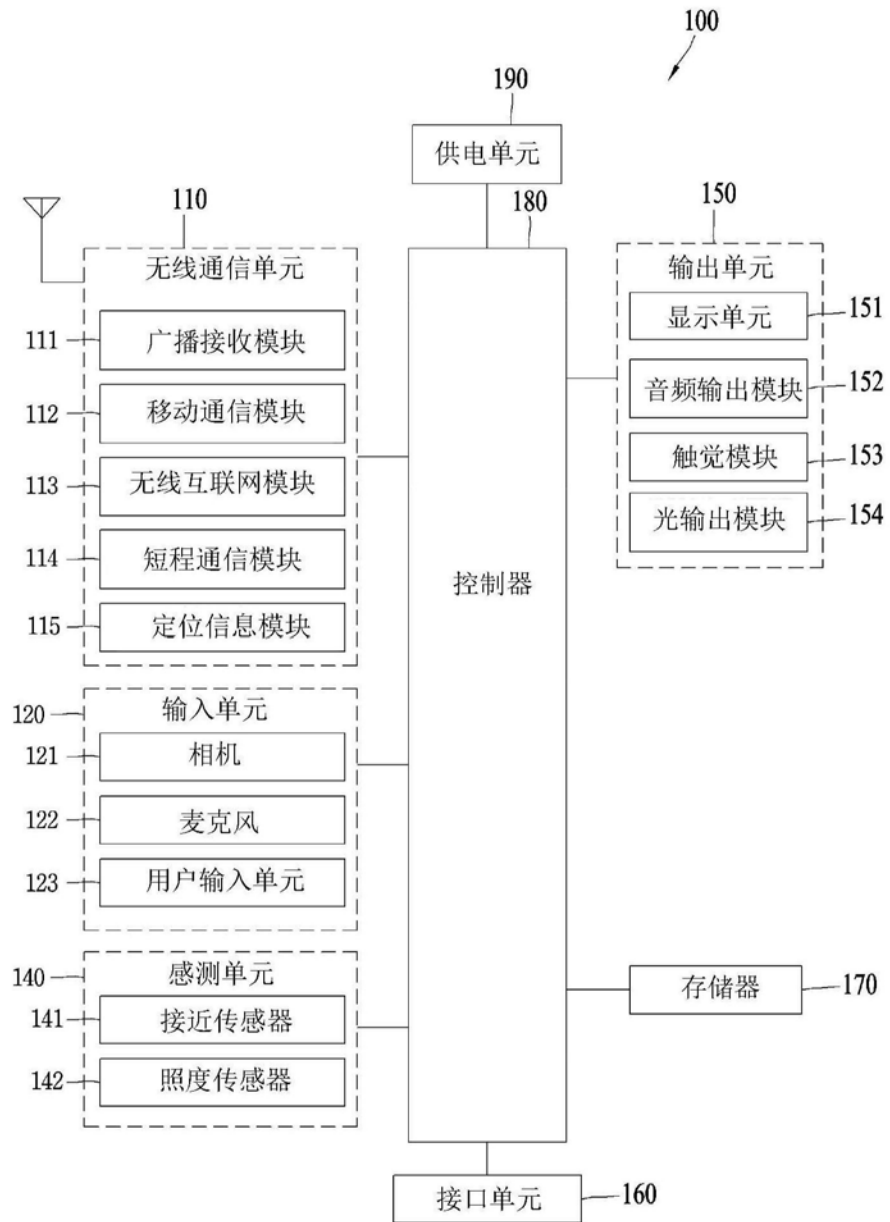 100
190
供电单元
110
无线通信单元
111
广播接收模块
112
移动通信模块
113
无线互联网模块
114
短程通信模块
115
定位信息模块
120
输入单元
121
相机
122
麦克风
123
用户输入单元
140
感测单元
141
接近传感器
142
照度传感器
180
控制器
150
输出单元
显示单元
151
音频输出模块
152
触觉模块
153
光输出模块
154
存储器
170
接口单元
160